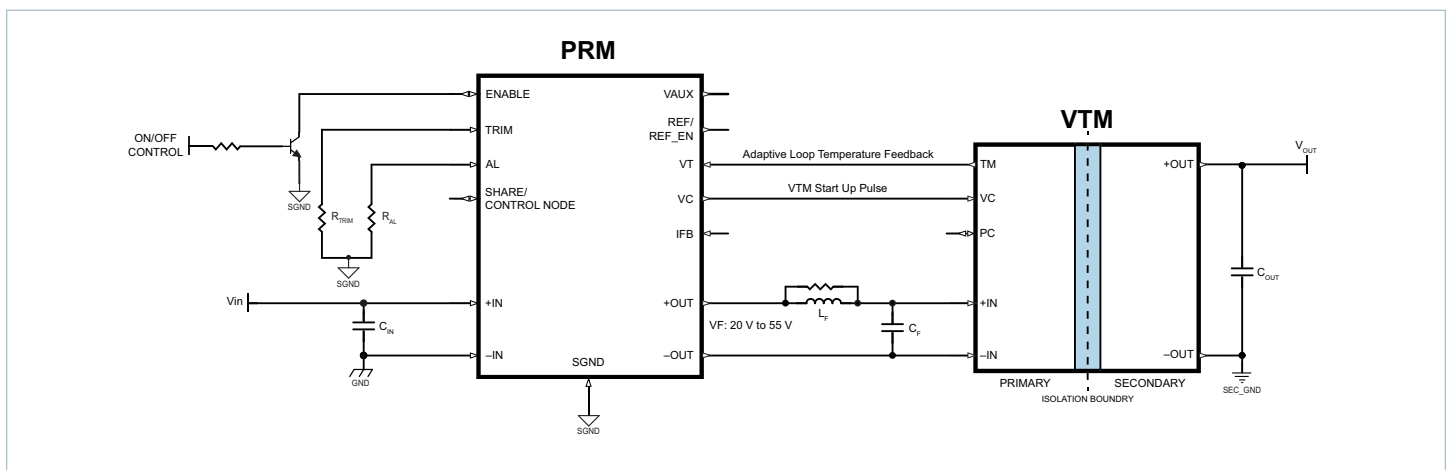 PRM
VTM
ON/OFF
CONTROL
SGND
ENABLE
TRIM
AL
SHARE/
CONTROL NODE
R_TRIM
R_AL
SGND
Vin
C_IN
GND
+IN
–IN
SGND
SGND
VAUX
REF/
REF_EN
VT
VC
IFB
+OUT
–OUT
Adaptive Loop Temperature Feedback
VTM Start Up Pulse
VF: 20 V to 55 V
L_F
C_F
TM
VC
PC
+IN
–IN
PRIMARY
SECONDARY
ISOLATION BOUNDRY
+OUT
–OUT
V_OUT
C_OUT
SEC_GND